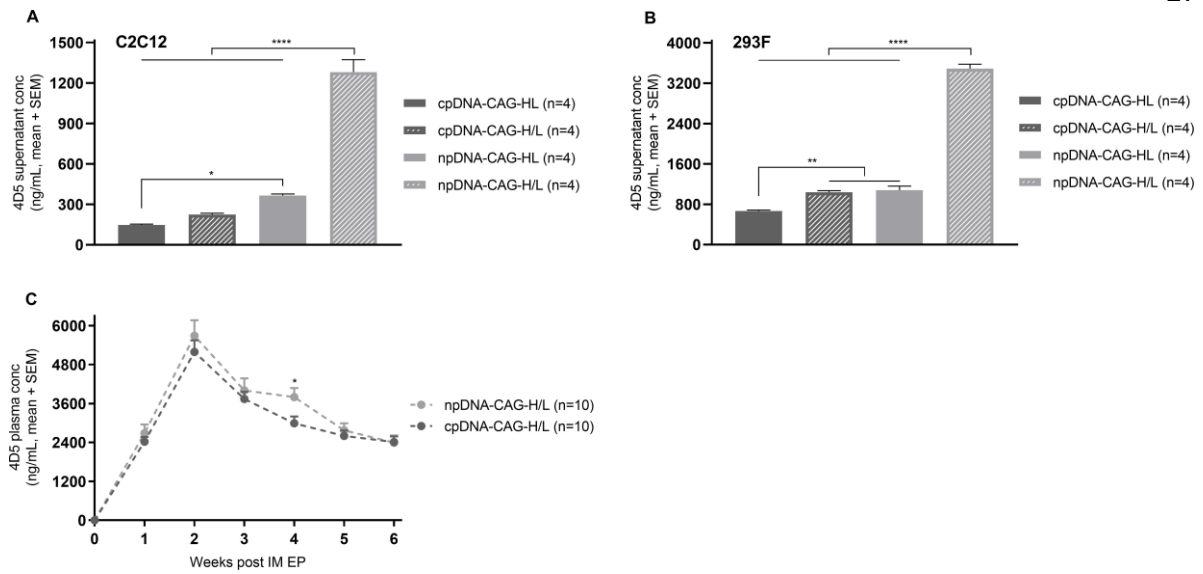 A
C2C12
4D5 supernatant conc
(ng/mL, mean + SEM)
1500
1200
900
600
300
0
****
*
cpDNA-CAG-HL (n=4)
cpDNA-CAG-H/L (n=4)
npDNA-CAG-HL (n=4)
npDNA-CAG-H/L (n=4)
B
293F
4D5 supernatant conc
(ng/mL, mean + SEM)
4000
3200
2400
1600
800
0
****
**
cpDNA-CAG-HL (n=4)
cpDNA-CAG-H/L (n=4)
npDNA-CAG-HL (n=4)
npDNA-CAG-H/L (n=4)
C
4D5 plasma conc
(ng/mL, mean + SEM)
6000
4800
3600
2400
1200
0
*
0 1 2 3 4 5 6
Weeks post IM EP
npDNA-CAG-H/L (n=10)
cpDNA-CAG-H/L (n=10)